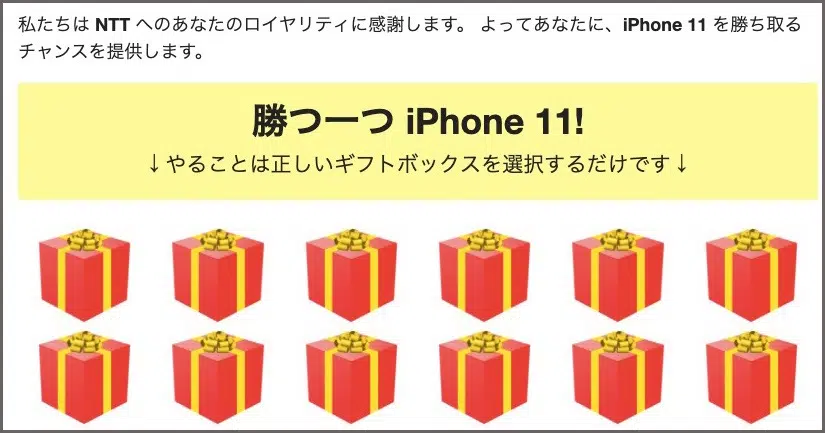 私たちは NTT へのあなたのロイヤリティに感謝します。 よってあなたに、iPhone 11 を勝ち取る
チャンスを提供します。
勝つ一つ iPhone 11!
↓やることは正しいギフトボックスを選択するだけです↓